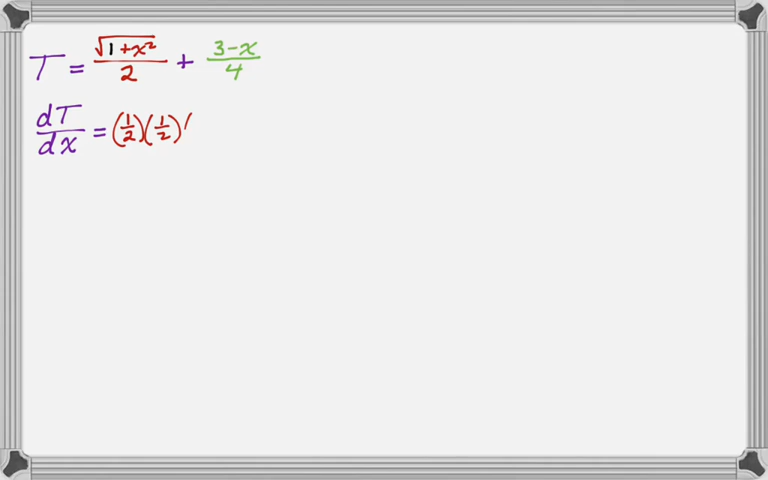 T = √(1+x²)/2 + (3-x)/4
dT/dx = (1/2)(1/2)(